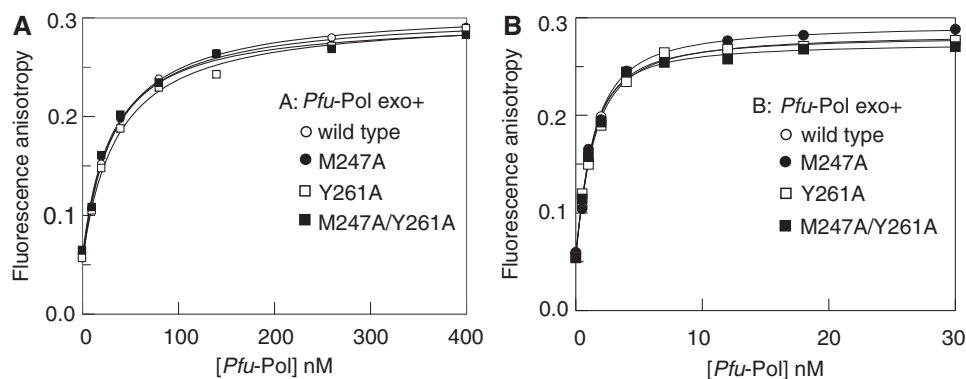 A
Fluorescence anisotropy
0.3
0.2
0.1
0.0
A: Pfu-Pol exo+
wild type
M247A
Y261A
M247A/Y261A
0 100 200 300 400
[Pfu-Pol] nM
B
Fluorescence anisotropy
0.3
0.2
0.1
0.0
B: Pfu-Pol exo+
wild type
M247A
Y261A
M247A/Y261A
0 10 20 30
[Pfu-Pol] nM